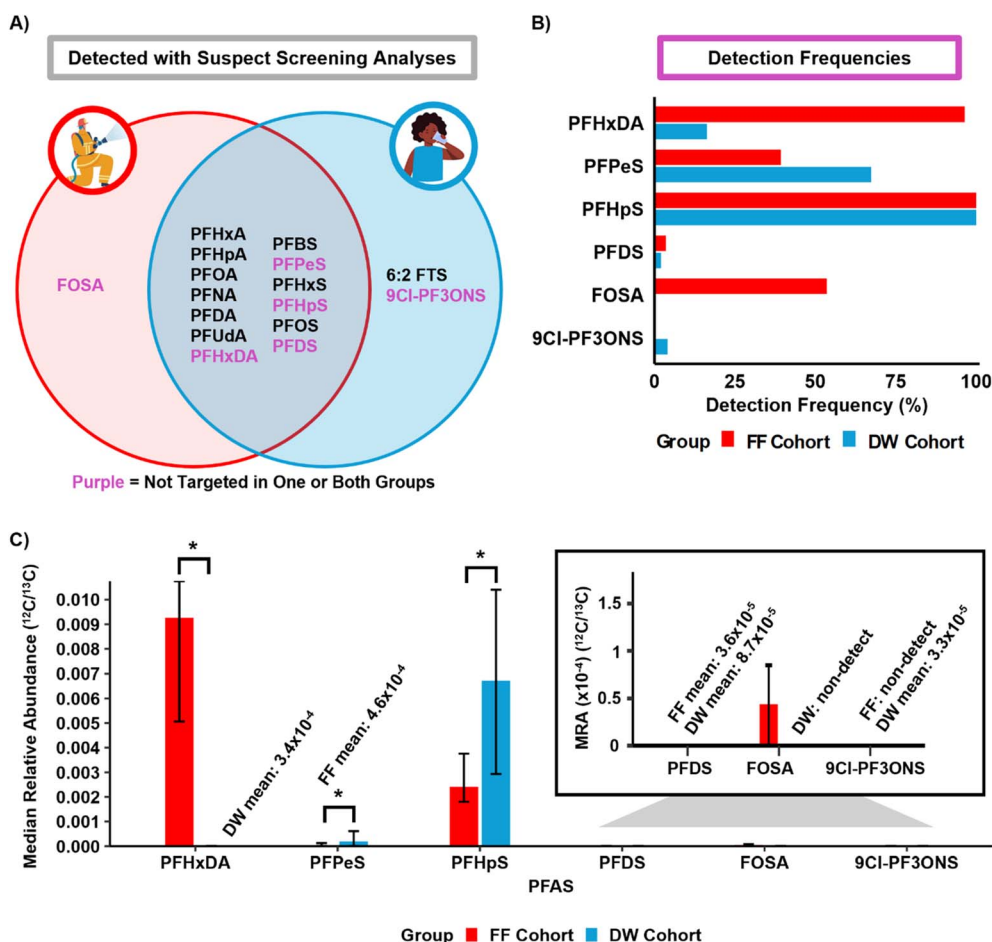 A)
Detected with Suspect Screening Analyses
FOSA
PFHxA
PFHpA
PFOA
PFNA
PFDA
PFUdA
PFHxDA
PFBS
PFPeS
PFHxS
PFHpS
PFOS
PFDS
6:2 FTS
9Cl-PF3ONS
Purple = Not Targeted in One or Both Groups
B)
Detection Frequencies
PFHxDA
PFPeS
PFHpS
PFDS
FOSA
9Cl-PF3ONS
0 25 50 75 100
Detection Frequency (%)
Group FF Cohort DW Cohort
C)
Median Relative Abundance (¹²C/¹³C)
0.010
0.009
0.008
0.007
0.006
0.005
0.004
0.003
0.002
0.001
0.000
*
DW mean: 3.4x10⁻⁴
*
FF mean: 4.6x10⁻⁴
*
PFHxDA PFPeS PFHpS PFDS FOSA 9Cl-PF3ONS
PFAS
MRA (x10⁻⁴) (¹²C/¹³C)
1.5
1
0.5
0
FF mean: 3.6x10⁻⁵
DW mean: 8.7x10⁻⁵
DW: non-detect
FF: non-detect
DW mean: 3.3x10⁻⁵
PFDS FOSA 9Cl-PF3ONS
Group FF Cohort DW Cohort